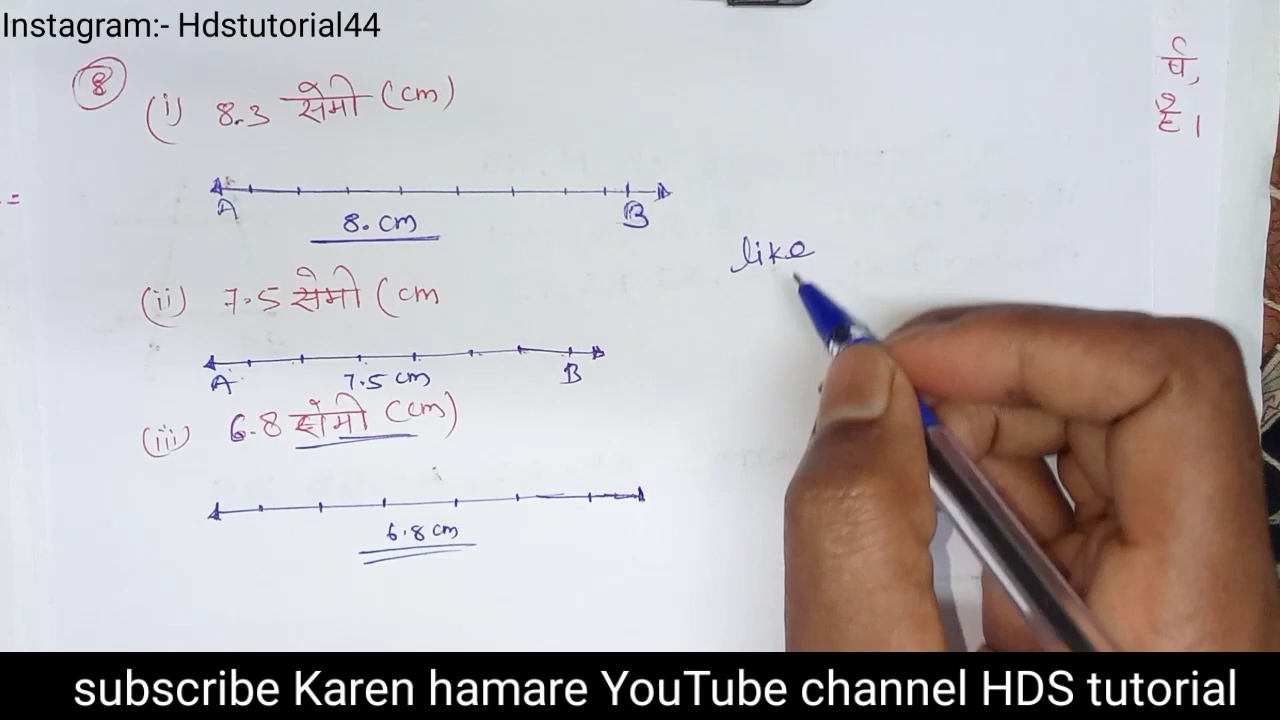 Instagram:- Hdstutorial44
8
(i) 8.3 सेमी (cm)
A B
8. cm
(ii) 7.5 सेमी (cm
A 7.5 cm B
(iii) 6.8 सेमी (cm)
6.8 cm
like
र्ष,
है।
=
subscribe Karen hamare YouTube channel HDS tutorial